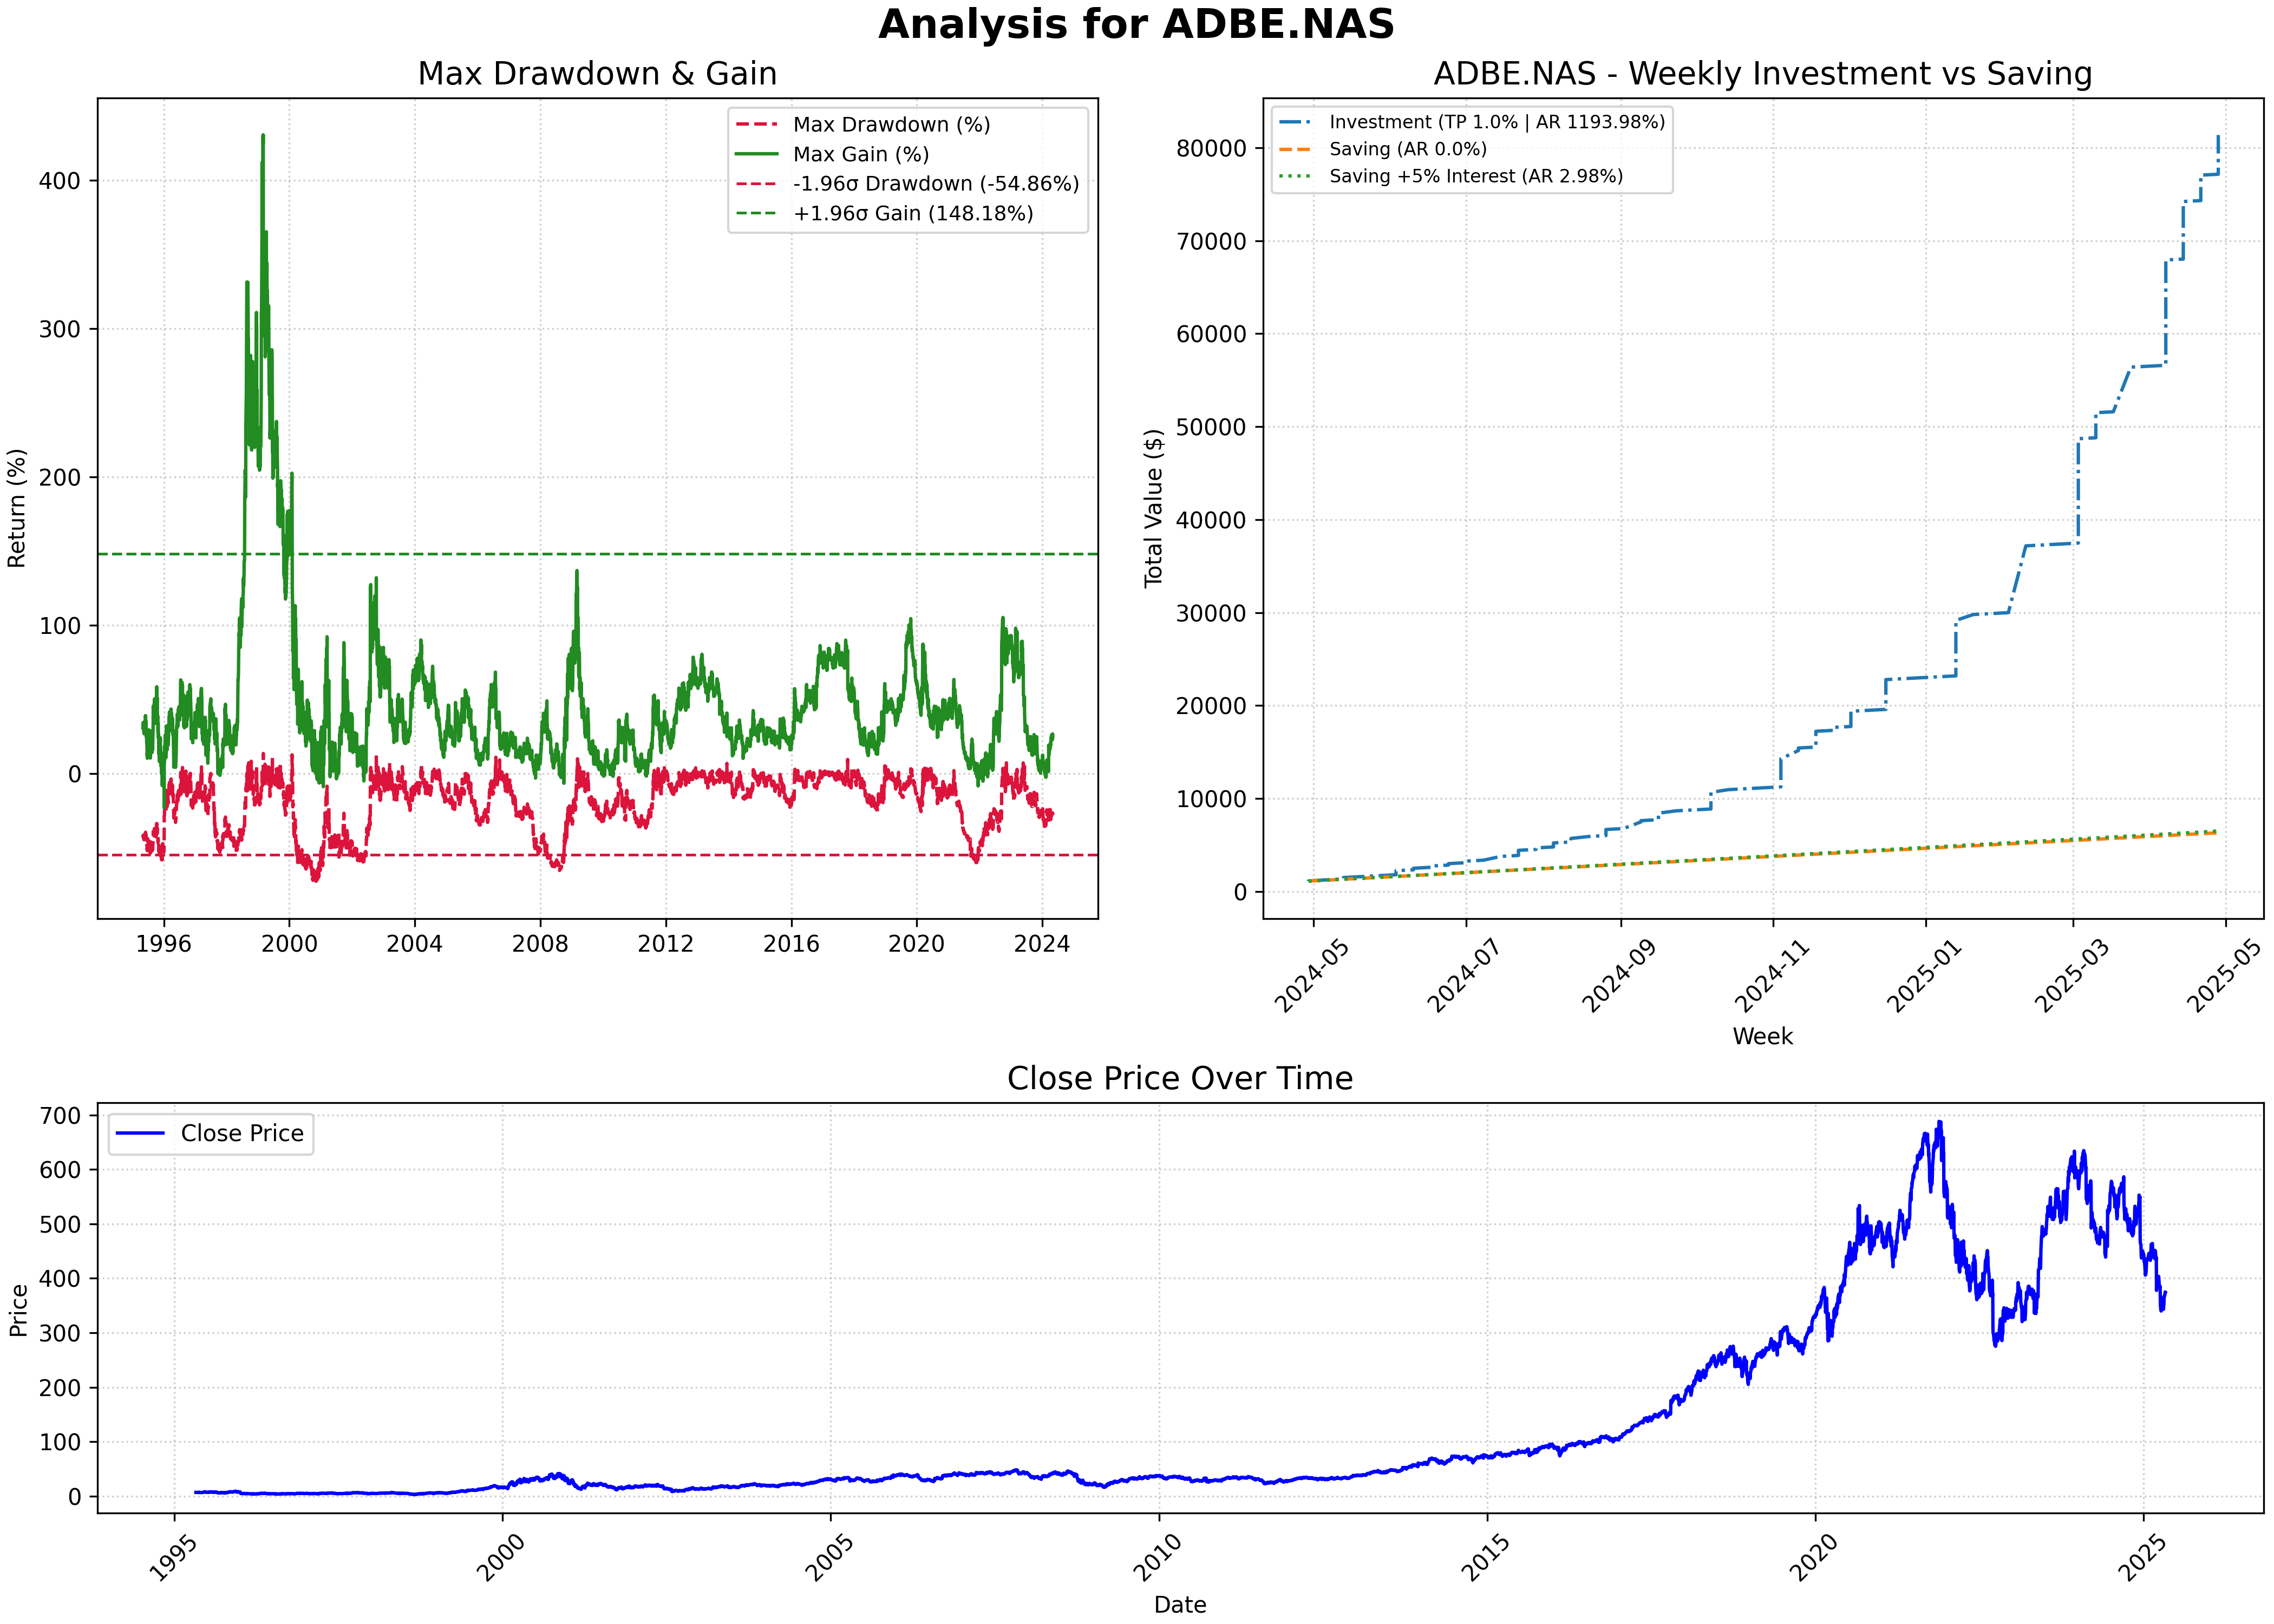 Analysis for ADBE.NAS
Max Drawdown & Gain
Return (%)
400
300
200
100
0
Max Drawdown (%)
Max Gain (%)
-1.96σ Drawdown (-54.86%)
+1.96σ Gain (148.18%)
1996 2000 2004 2008 2012 2016 2020 2024
ADBE.NAS - Weekly Investment vs Saving
Total Value ($)
80000
70000
60000
50000
40000
30000
20000
10000
0
Investment (TP 1.0% | AR 1193.98%)
Saving (AR 0.0%)
Saving +5% Interest (AR 2.98%)
2024-05 2024-07 2024-09 2024-11 2025-01 2025-03 2025-05
Week
Close Price Over Time
Price
700
600
500
400
300
200
100
0
Close Price
1995 2000 2005 2010 2015 2020 2025
Date